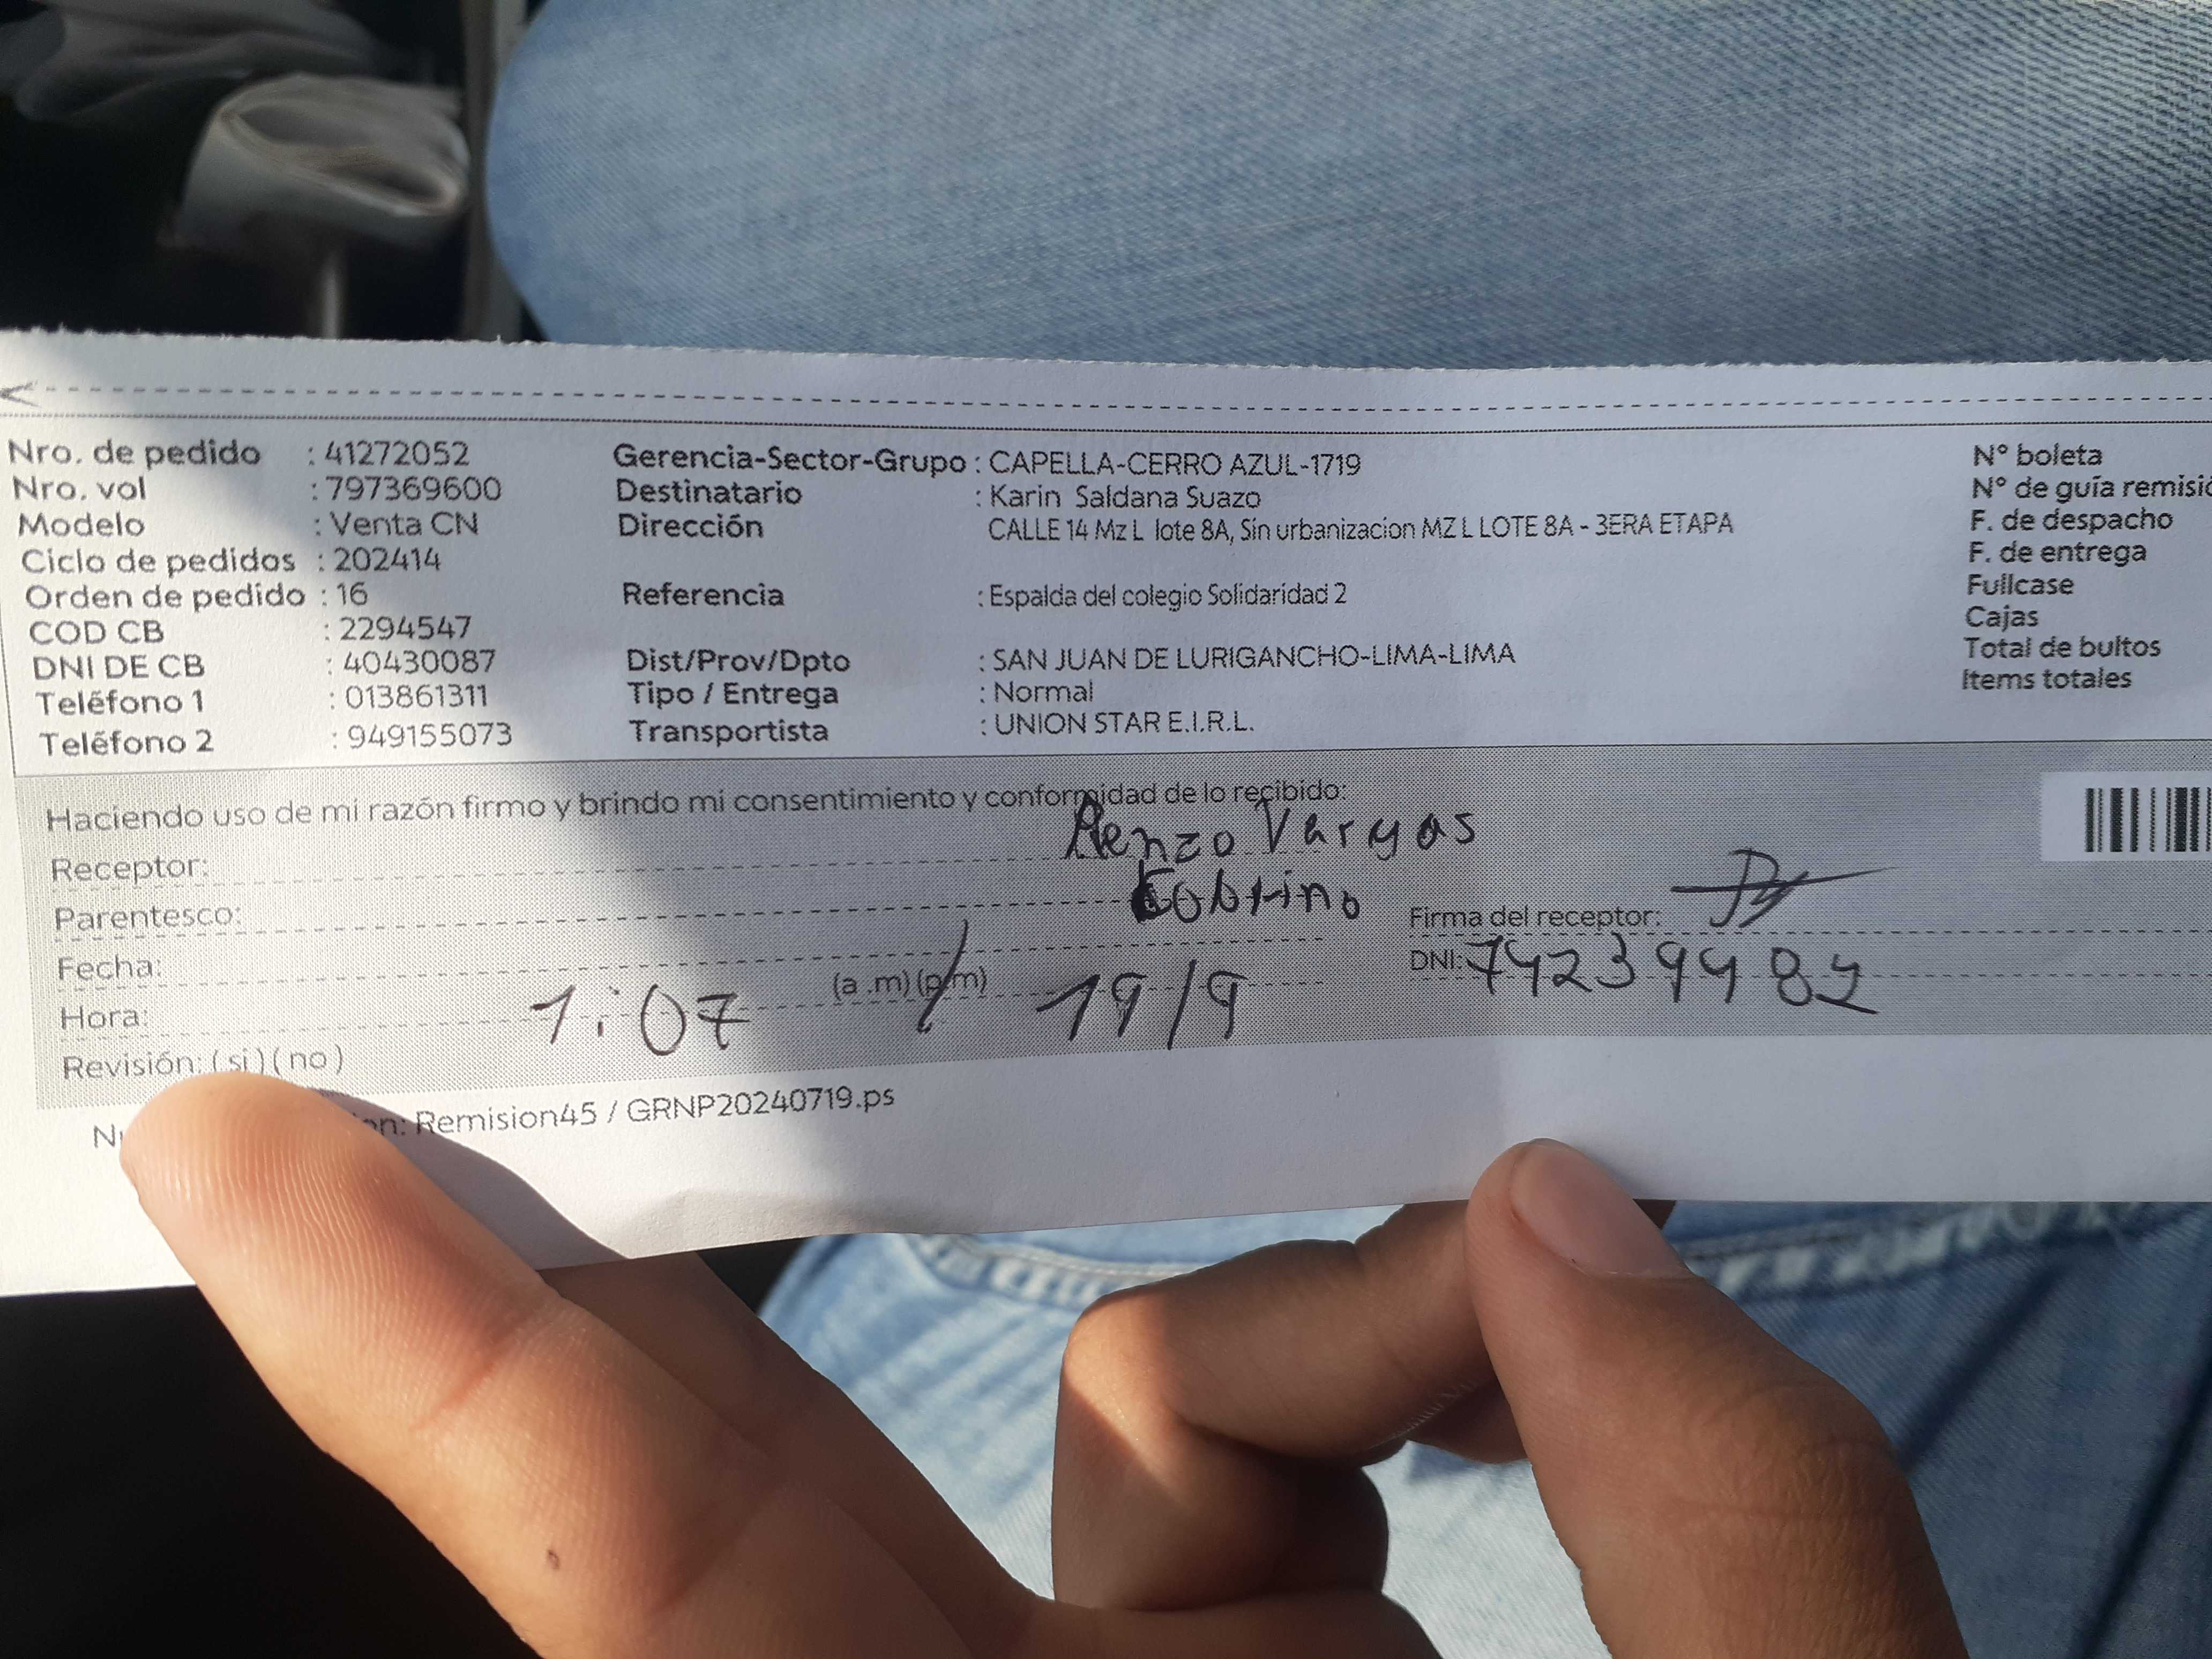 Nro. de pedido : 41272052 Gerencia-Sector-Grupo : CAPELLA-CERRO AZUL-1719 N° boleta
Nro. vol : 797369600 Destinatario : Karin Saldana Suazo N° de guía
Modelo : Venta CN Dirección CALLE 14 Mz L lote 8A, Sin urbanizacion MZ L LOTE 8A - 3ERA ETAPA F. de despacho
Ciclo de pedidos : 202414 F. de entrega
Orden de pedido : 16 Referencia : Espalda del colegio Solidaridad 2 Fullcase
COD CB : 2294547 Cajas
DNI DE CB : 40430087 Dist/Prov/Dpto : SAN JUAN DE LURIGANCHO-LIMA-LIMA Total de bultos
Teléfono 1 : 013861311 Tipo / Entrega : Normal Items totales
Teléfono 2 : 949155073 Transportista : UNION STAR E.I.R.L.
Haciendo uso de mi razón firmo y brindo mi consentimiento y conformidad de lo recibido:
Receptor: Renzo Vargas
Parentesco: Sobrino Firma del receptor:
Fecha: DNI:
Hora: 1:07 (a .m) (p.m) 19/9
Revisión: (si) (no)
Remision45 / GRNP20240719.ps